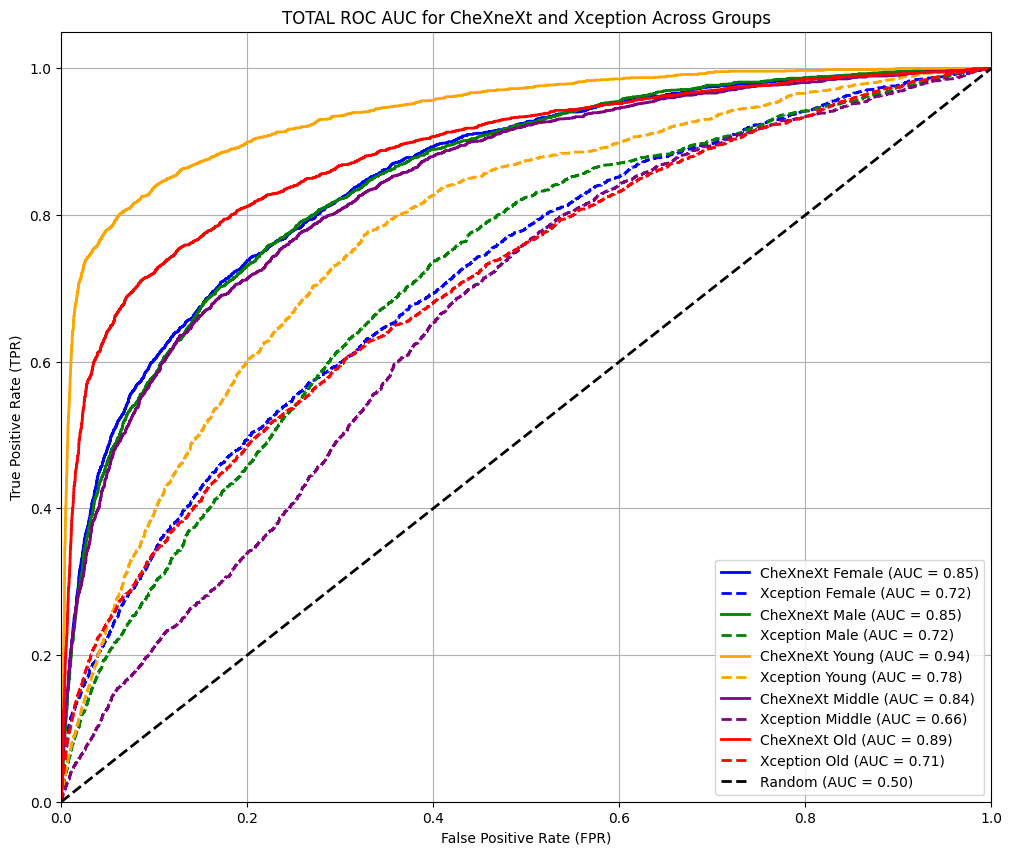 TOTAL ROC AUC for CheXneXt and Xception Across Groups
1.0
0.8
0.6
0.4
0.2
0.0
True Positive Rate (TPR)
CheXneXt Female (AUC = 0.85)
Xception Female (AUC = 0.72)
CheXneXt Male (AUC = 0.85)
Xception Male (AUC = 0.72)
CheXneXt Young (AUC = 0.94)
Xception Young (AUC = 0.78)
CheXneXt Middle (AUC = 0.84)
Xception Middle (AUC = 0.66)
CheXneXt Old (AUC = 0.89)
Xception Old (AUC = 0.71)
Random (AUC = 0.50)
0.0 0.2 0.4 0.6 0.8 1.0
False Positive Rate (FPR)